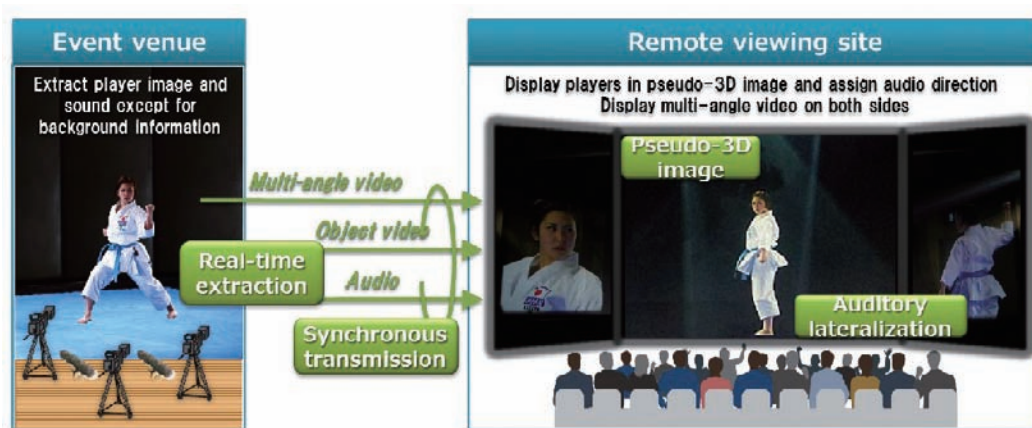 Event venue
Extract player image and
sound except for
background information
Multi-angle video
Object video
Real-time
extraction
Audio
Synchronous
transmission
Remote viewing site
Display players in pseudo-3D image and assign audio direction
Display multi-angle video on both sides
Pseudo-3D
image
Auditory
lateralization